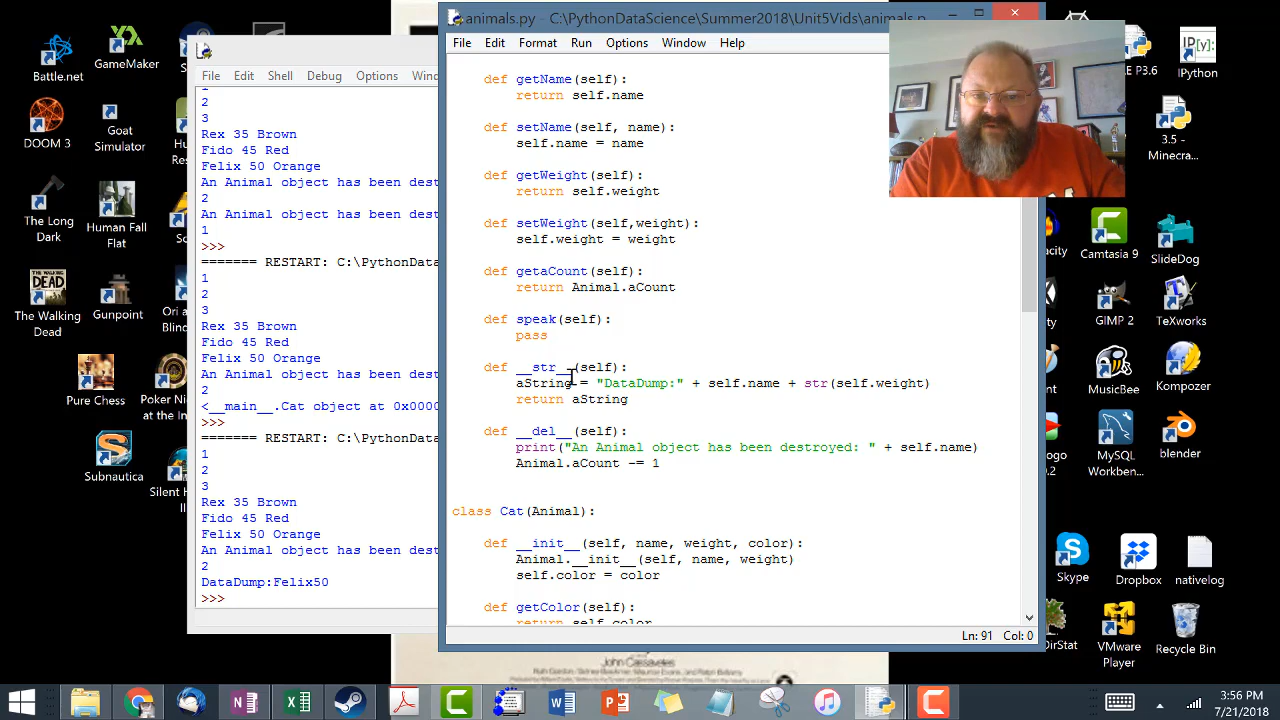 animals.py - C:\PythonDataScience\Summer2018\Unit5Vids\animals.p
File Edit Format Run Options Window Help
def getName(self):
return self.name
def setName(self, name):
self.name = name
def getWeight(self):
return self.weight
def setWeight(self,weight):
self.weight = weight
def getaCount(self):
return Animal.aCount
def speak(self):
pass
def __str__(self):
aString = "DataDump:" + self.name + str(self.weight)
return aString
def __del__(self):
print("An Animal object has been destroyed: " + self.name)
Animal.aCount -= 1
class Cat(Animal):
def __init__(self, name, weight, color):
Animal.__init__(self, name, weight)
self.color = color
def getColor(self):
return self.color
Ln: 91 Col: 0
File Edit Shell Debug Options Wind
1
2
3
Rex 35 Brown
Fido 45 Red
Felix 50 Orange
An Animal object has been dest
2
An Animal object has been dest
1
>>>
======= RESTART: C:\PythonData
1
2
3
Rex 35 Brown
Fido 45 Red
Felix 50 Orange
An Animal object has been dest
2
<__main__.Cat object at 0x0000
>>>
======= RESTART: C:\PythonData
1
2
3
Rex 35 Brown
Fido 45 Red
Felix 50 Orange
An Animal object has been dest
2
DataDump:Felix50
>>>
Battle.net
GameMaker
DOOM 3
Goat
Simulator
The Long
Dark
Human Fall
Flat
The Walking
Dead
Gunpoint
Pure Chess
Subnautica
E P3.6
IPython
3.5 -
Minecra...
Camtasia 9
SlideDog
GIMP 2
TeXworks
MusicBee
Kompozer
MySQL
Workben...
blender
Skype
Dropbox
nativelog
VMware
Player
Recycle Bin
John Cassavetes
3:56 PM
7/21/2018